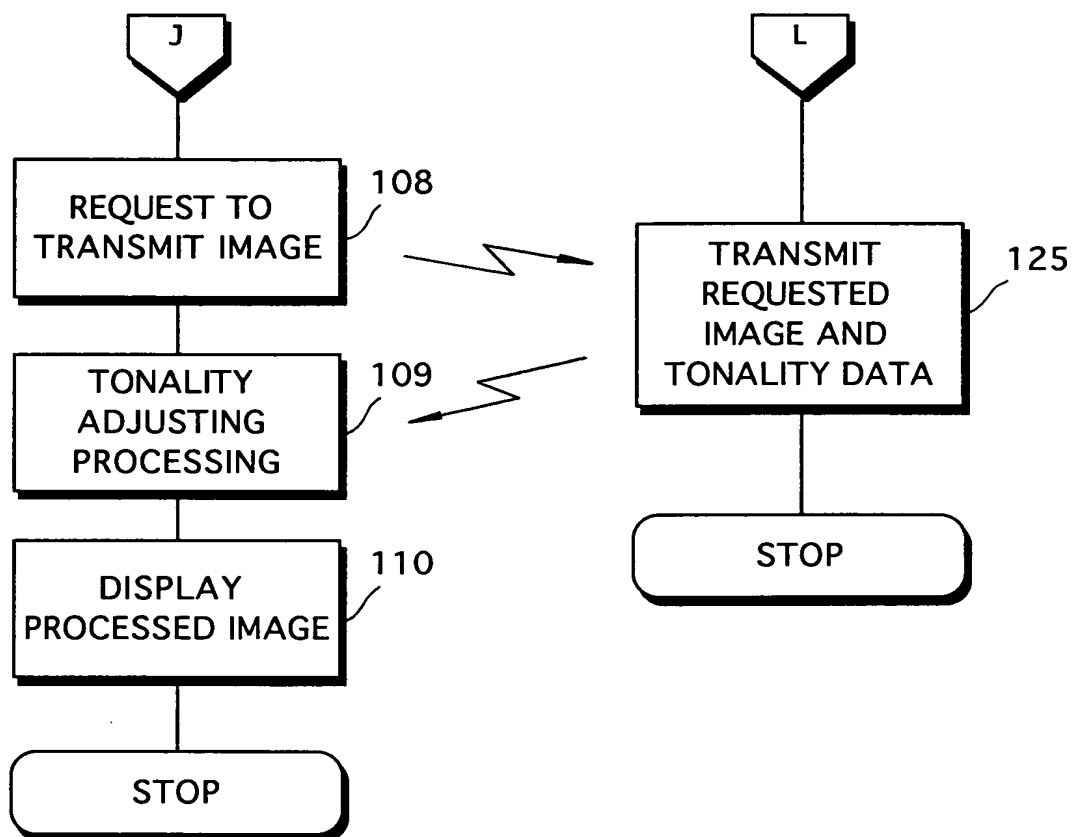 J
REQUEST TO
TRANSMIT IMAGE
108
TONALITY
ADJUSTING
PROCESSING
109
DISPLAY
PROCESSED IMAGE
110
STOP
L
TRANSMIT
REQUESTED
IMAGE AND
TONALITY DATA
125
STOP